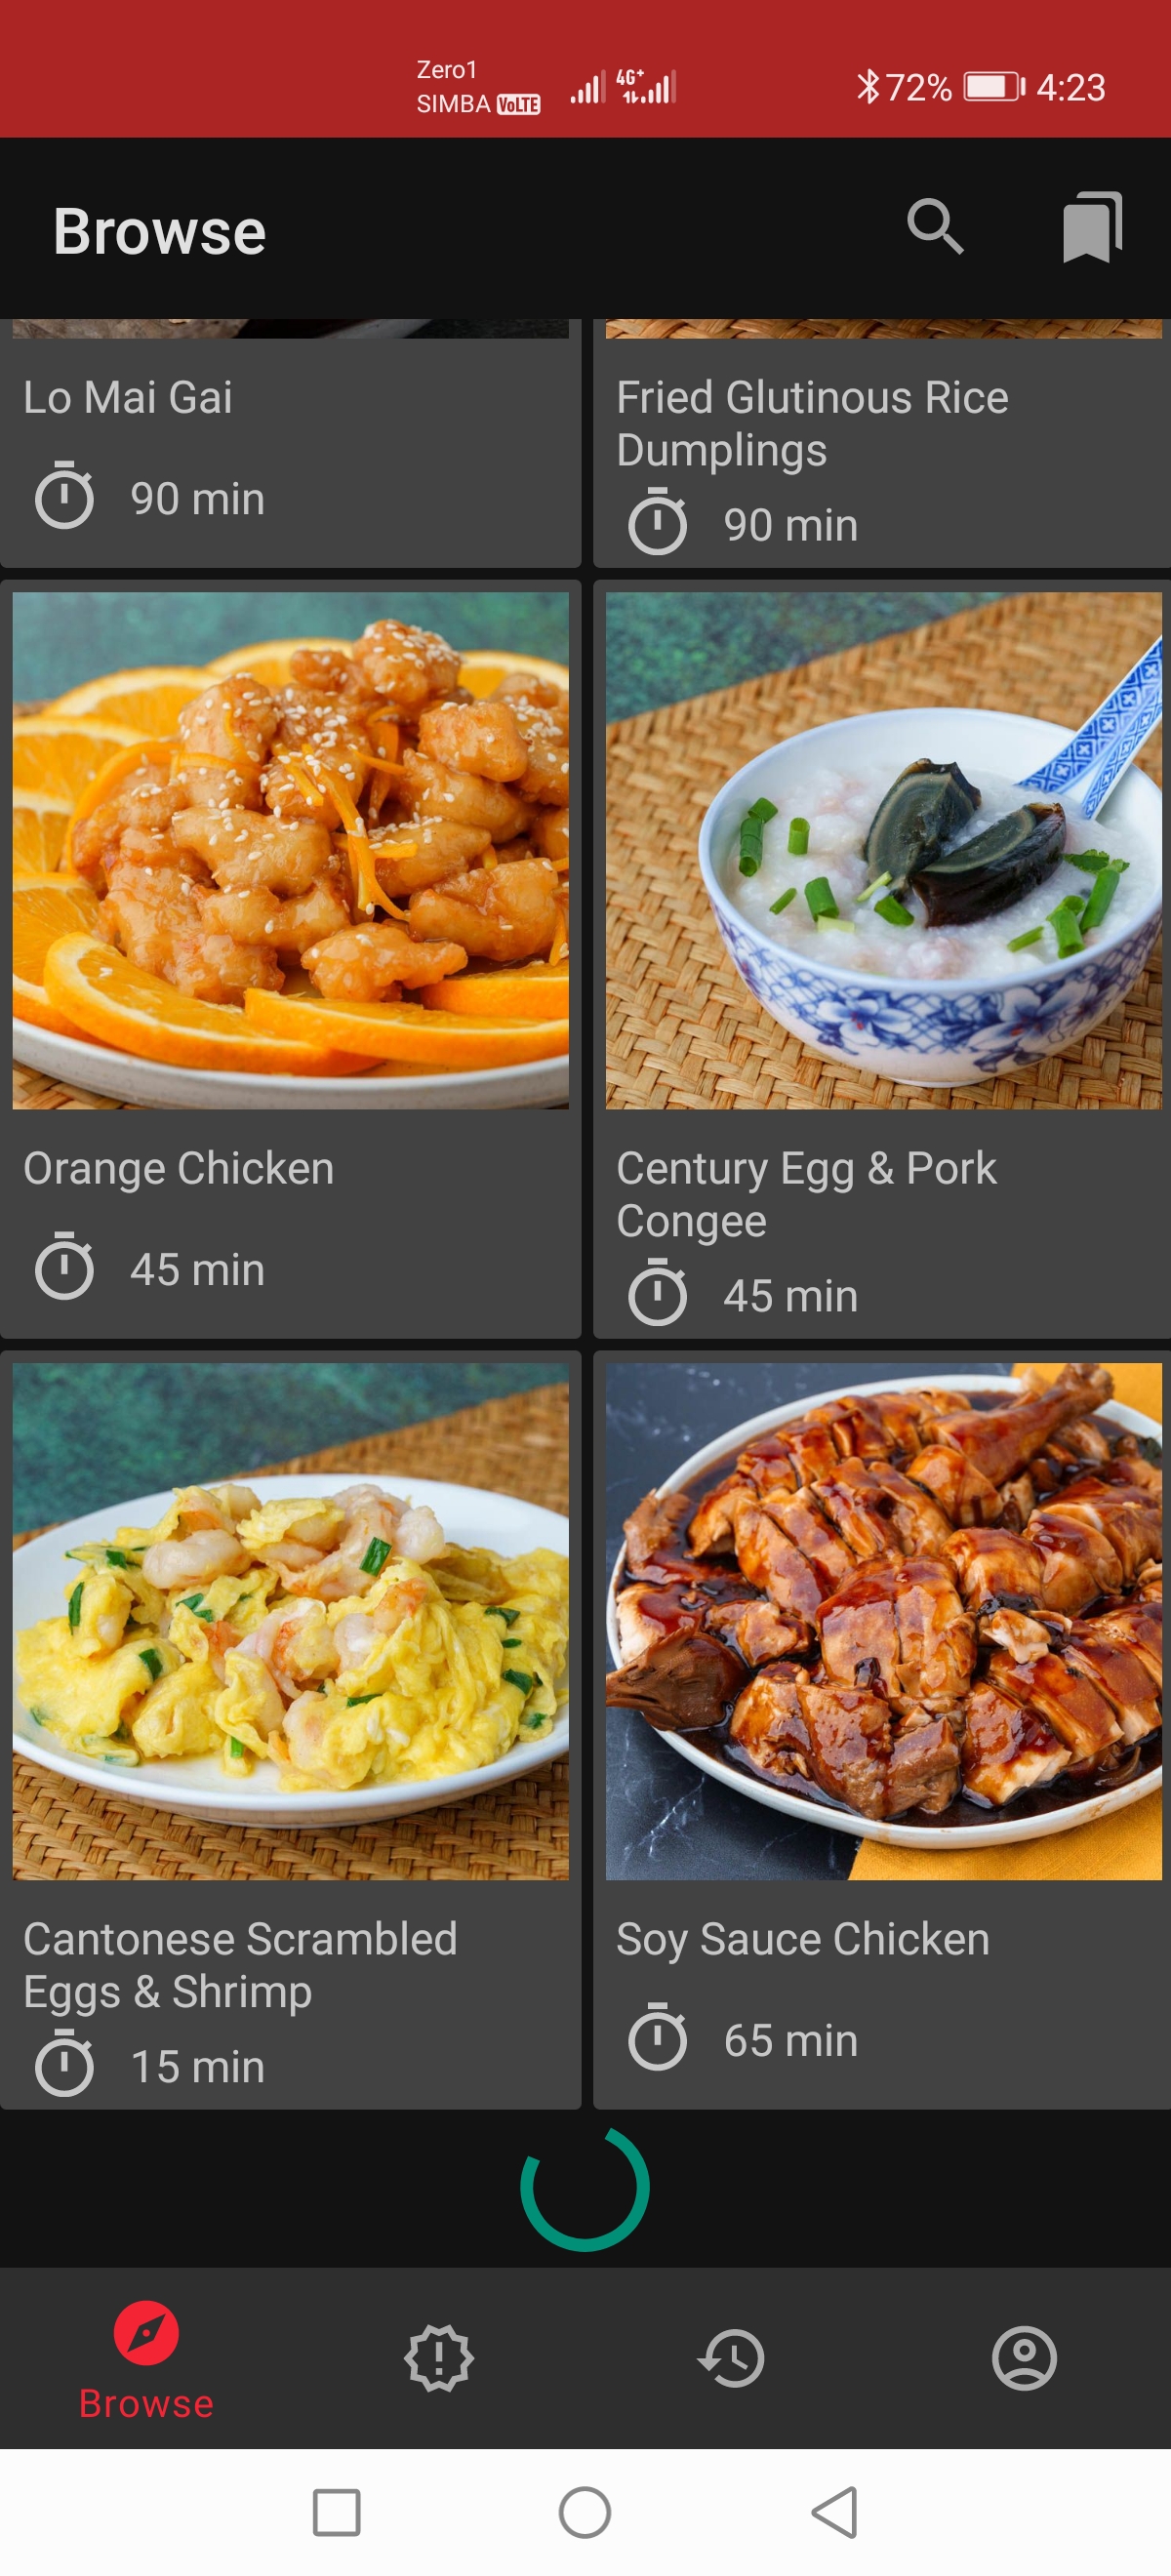 Zero1
SIMBA VoLTE
4G+
72%
4:23
Browse
Lo Mai Gai
90 min
Fried Glutinous Rice
Dumplings
90 min
Orange Chicken
45 min
Century Egg & Pork
Congee
45 min
Cantonese Scrambled
Eggs & Shrimp
15 min
Soy Sauce Chicken
65 min
Browse